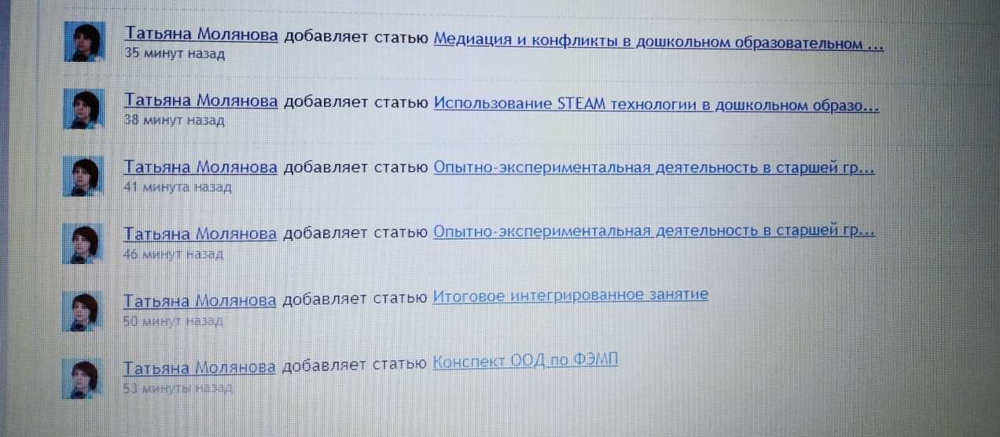 Татьяна Молянова добавляет статью Медиация и конфликты в дошкольном образовательном ...
35 минут назад
Татьяна Молянова добавляет статью Использование STEAM технологии в дошкольном образо...
38 минут назад
Татьяна Молянова добавляет статью Опытно-экспериментальная деятельность в старшей гр...
41 минута назад
Татьяна Молянова добавляет статью Опытно-экспериментальная деятельность в старшей гр...
46 минут назад
Татьяна Молянова добавляет статью Итоговое интегрированное занятие
50 минут назад
Татьяна Молянова добавляет статью Конспект ООД по ФЭМП
53 минуты назад